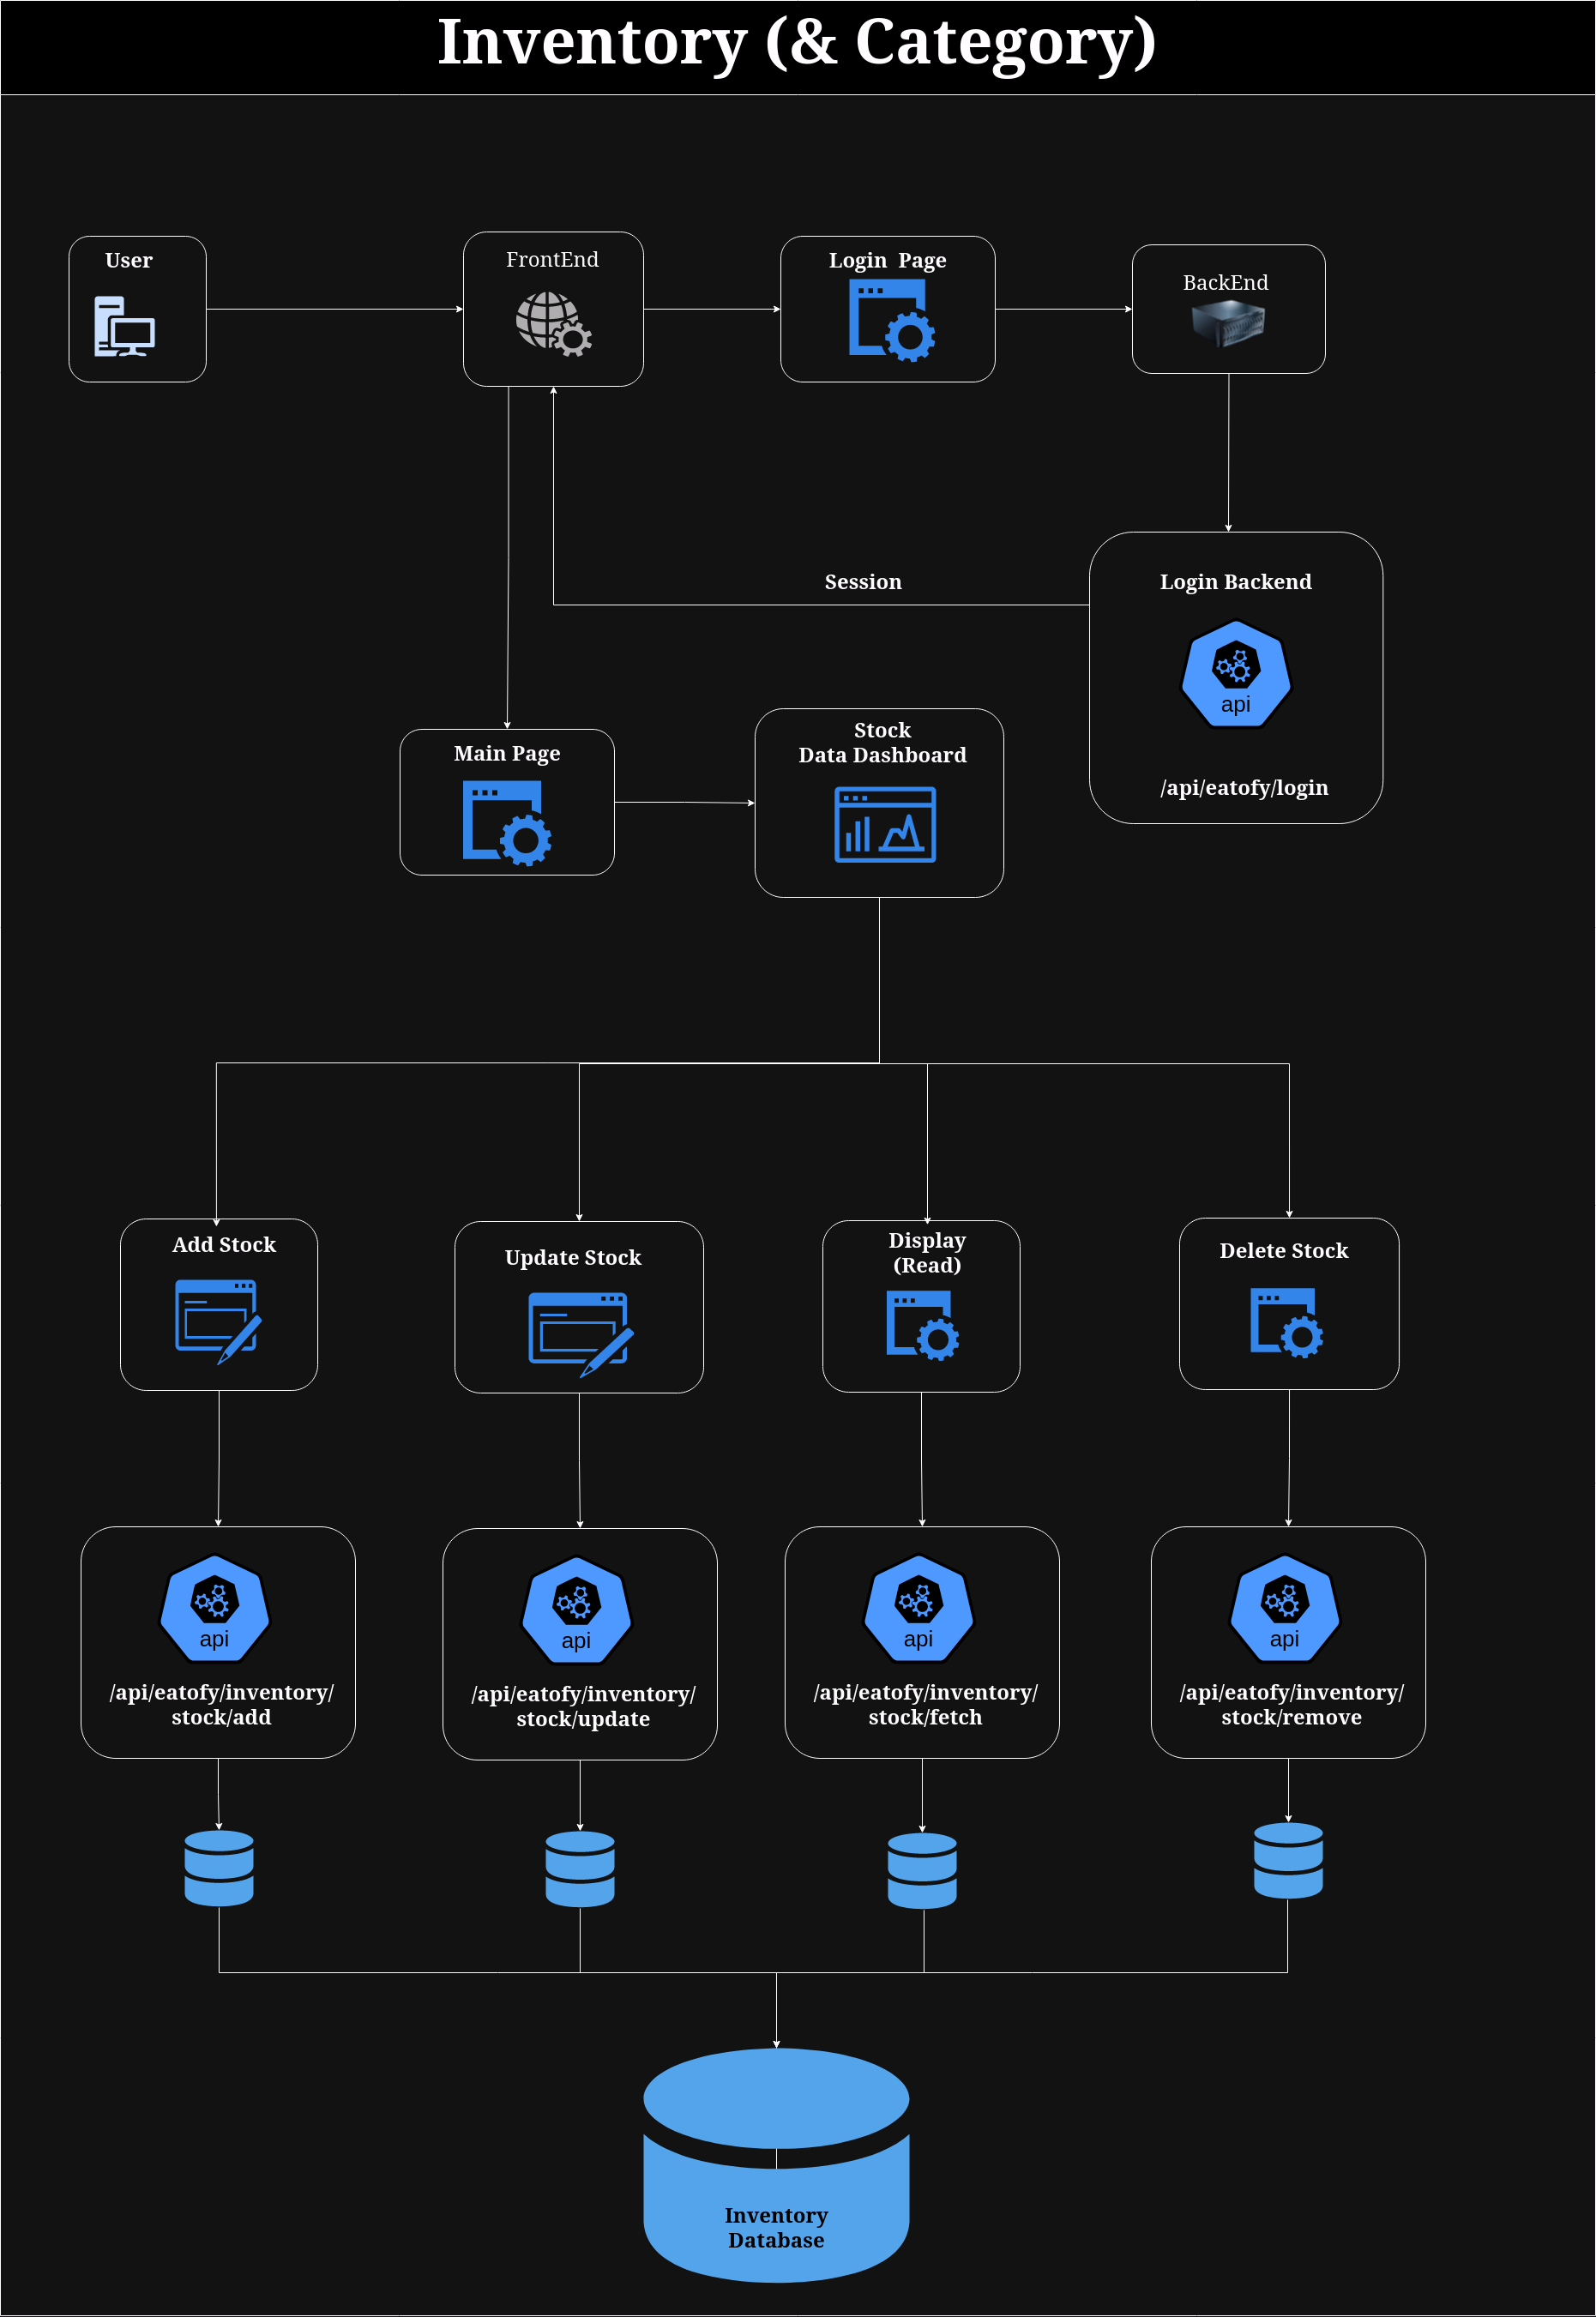 Inventory (& Category)
User
FrontEnd
Login Page
BackEnd
Session
Login Backend
api
/api/eatofy/login
Main Page
Stock
Data Dashboard
Add Stock
Update Stock
Display
(Read)
Delete Stock
api
/api/eatofy/inventory/
stock/add
api
/api/eatofy/inventory/
stock/update
api
/api/eatofy/inventory/
stock/fetch
api
/api/eatofy/inventory/
stock/remove
Inventory
Database